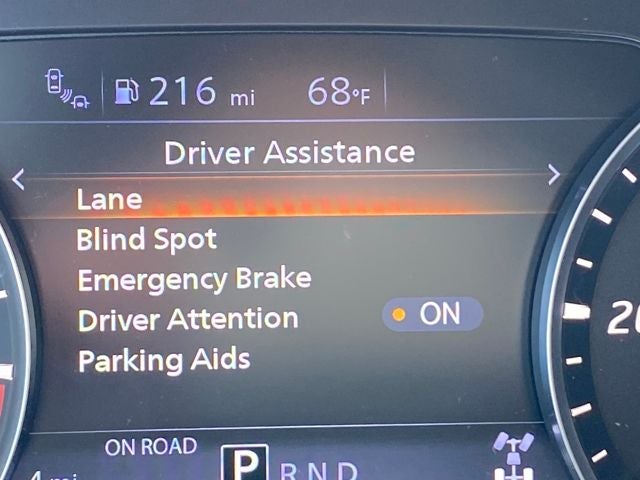 216 mi 68°F
Driver Assistance
Lane
Blind Spot
Emergency Brake
Driver Attention ON
Parking Aids
ON ROAD
P R N D